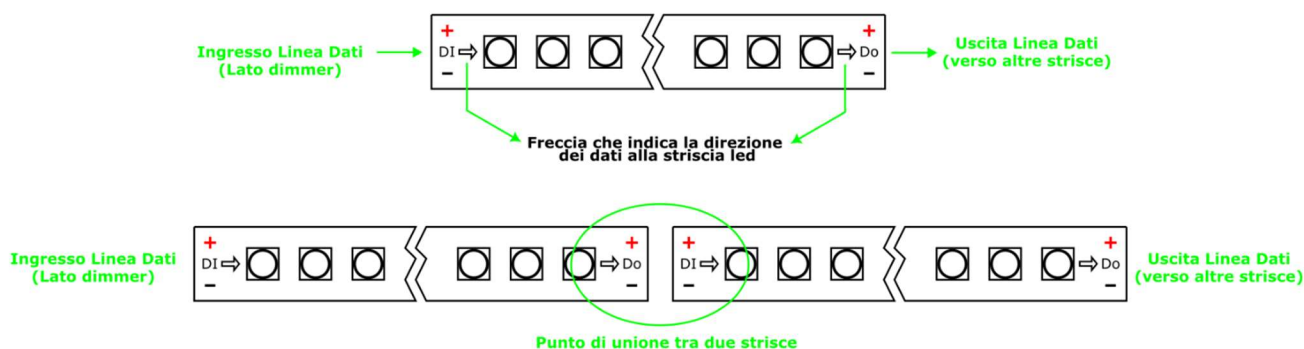 Ingresso Linea Dati
(Lato dimmer)
+
DI
−
+
Do
−
Uscita Linea Dati
(verso altre strisce)
Freccia che indica la direzione
dei dati alla striscia led
Ingresso Linea Dati
(Lato dimmer)
+
DI
−
+
Do
−
+
DI
−
+
Do
−
Uscita Linea Dati
(verso altre strisce)
Punto di unione tra due strisce